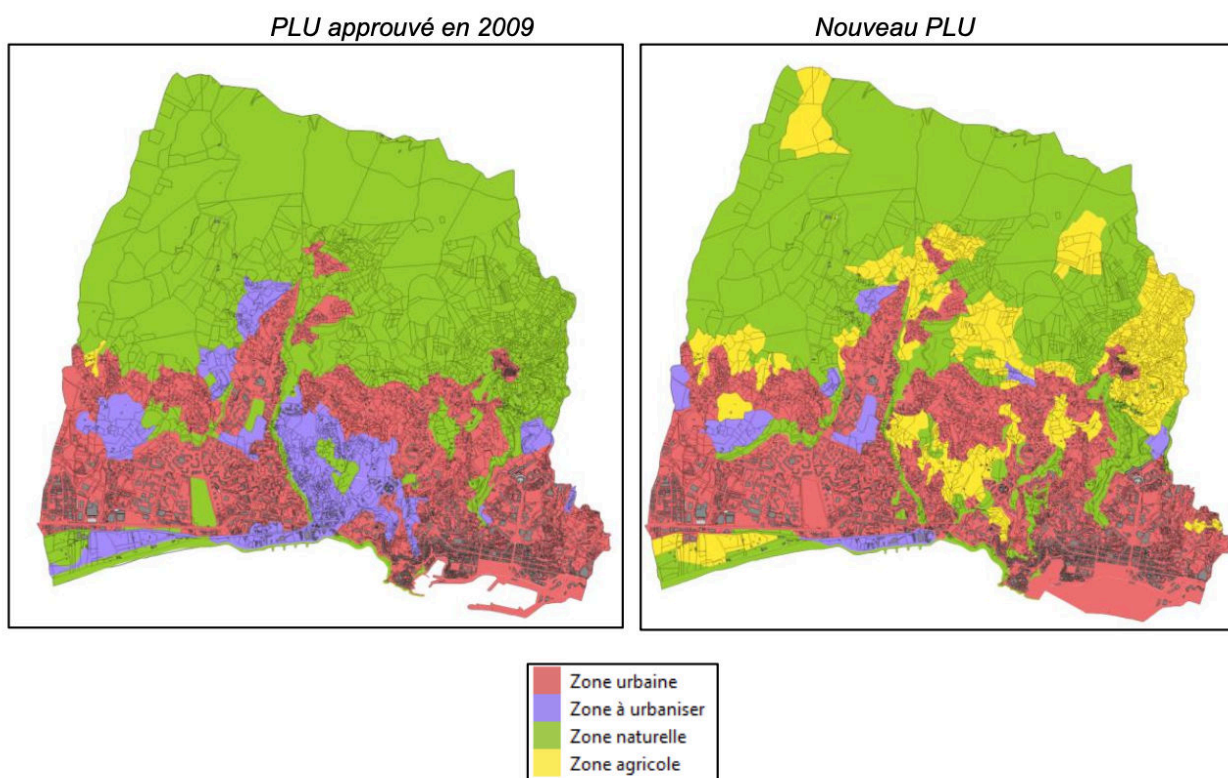 PLU approuvé en 2009
Nouveau PLU
Zone urbaine
Zone à urbaniser
Zone naturelle
Zone agricole